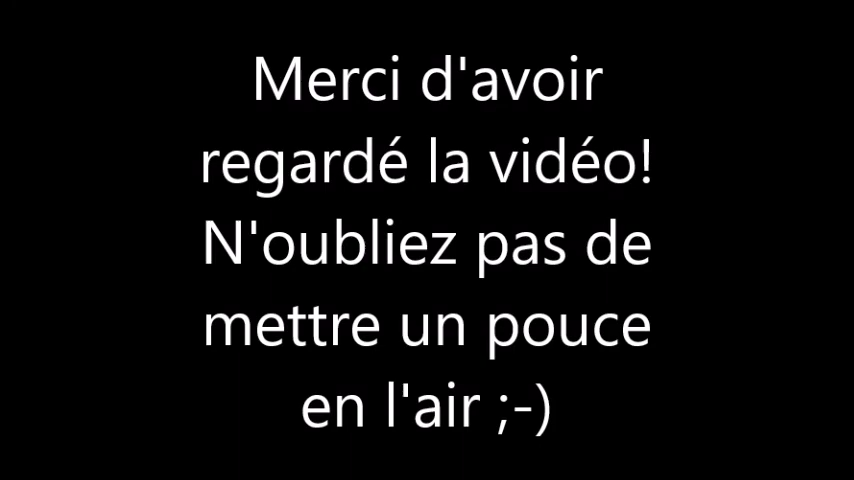 Merci d'avoir
regardé la vidéo!
N'oubliez pas de
mettre un pouce
en l'air ;-)